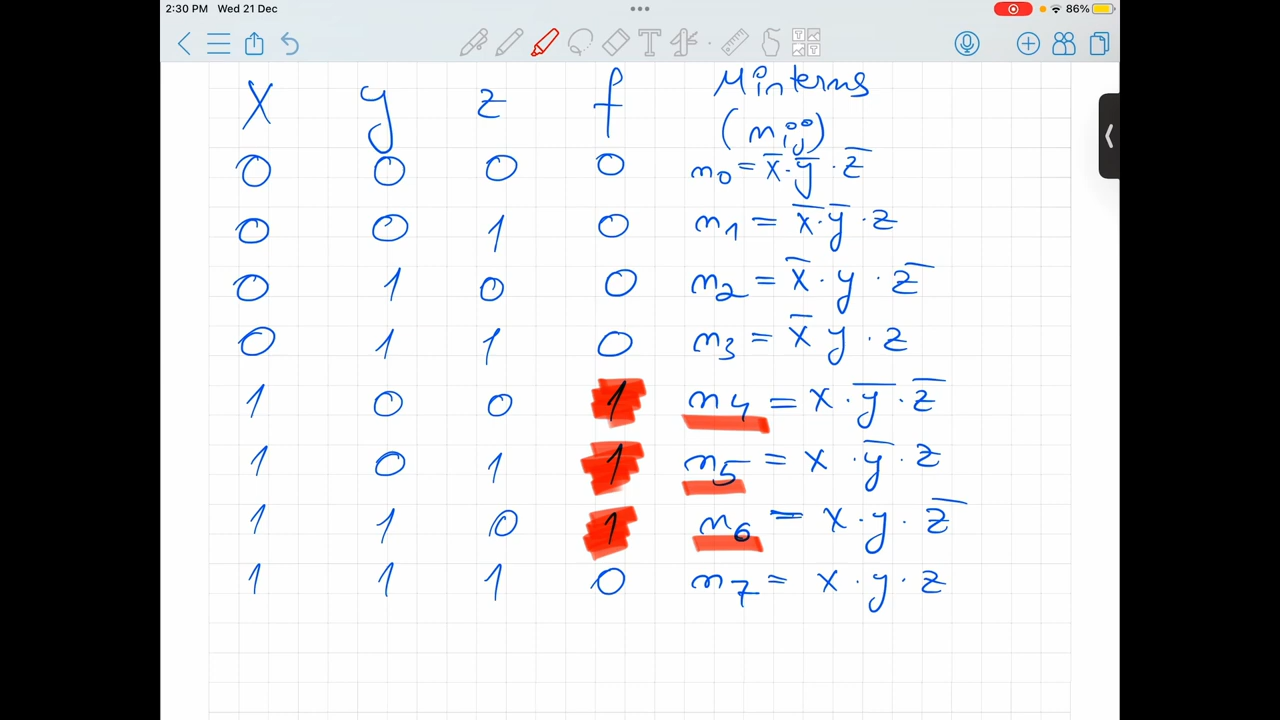 2:30 PM Wed 21 Dec
86%
x y z f Minterms
(mij)
0 0 0 0 m0 = x̅·y̅·z̅
0 0 1 0 m1 = x̅·y̅·z
0 1 0 0 m2 = x̅·y·z̅
0 1 1 0 m3 = x̅ y·z
1 0 0 1 m4 = x·y̅·z̅
1 0 1 1 m5 = x·y̅·z
1 1 0 1 m6 = x·y·z̅
1 1 1 0 m7 = x·y·z